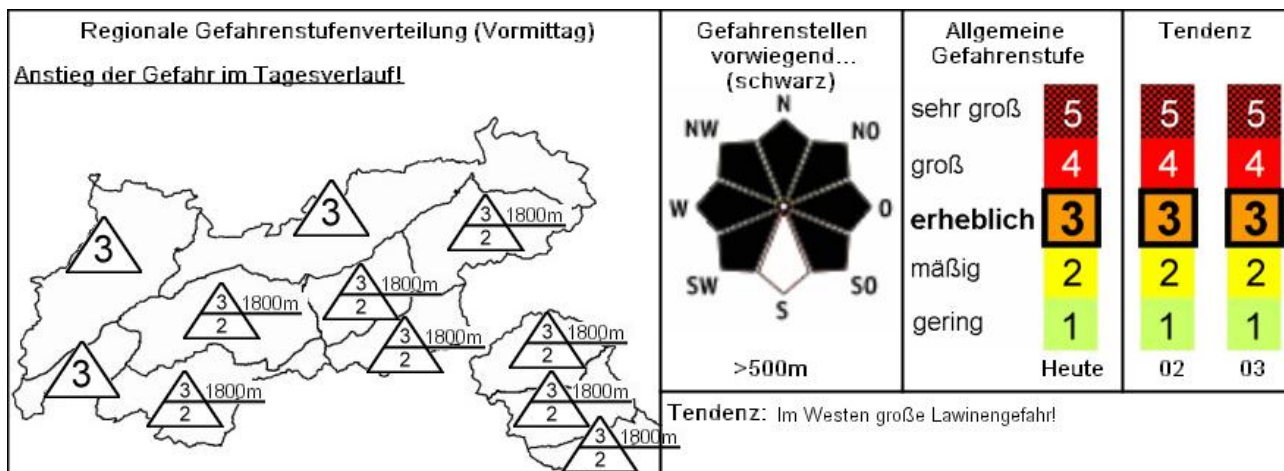 Regionale Gefahrenstufenverteilung (Vormittag)
Anstieg der Gefahr im Tagesverlauf!
3
3
3
1800m
2
3
1800m
2
3
1800m
2
3
1800m
2
3
1800m
2
3
3
1800m
2
3
1800m
2
3
1800m
2
Gefahrenstellen
vorwiegend...
(schwarz)
N
NW
NO
W
O
SW
SO
S
>500m
Allgemeine
Gefahrenstufe
Tendenz
sehr groß 5 5 5
groß 4 4 4
erheblich 3 3 3
mäßig 2 2 2
gering 1 1 1
Heute 02 03
Tendenz: Im Westen große Lawinengefahr!